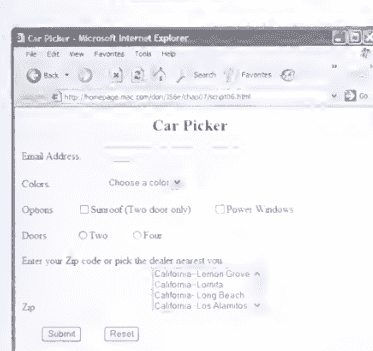 Car Picker - Microsoft Internet Explorer
File Edit View Favorites Tools Help
Back Search Favorites
Go
Car Picker
Email Address:
Colors: Choose a color
Options: Sunroof (Two door only) Power Windows
Doors: Two Four
Enter your Zip code or pick the dealer nearest you
California-Lemon Grove
California-Lomita
California-Long Beach
California-Los Alamitos
Zip
Submit Reset